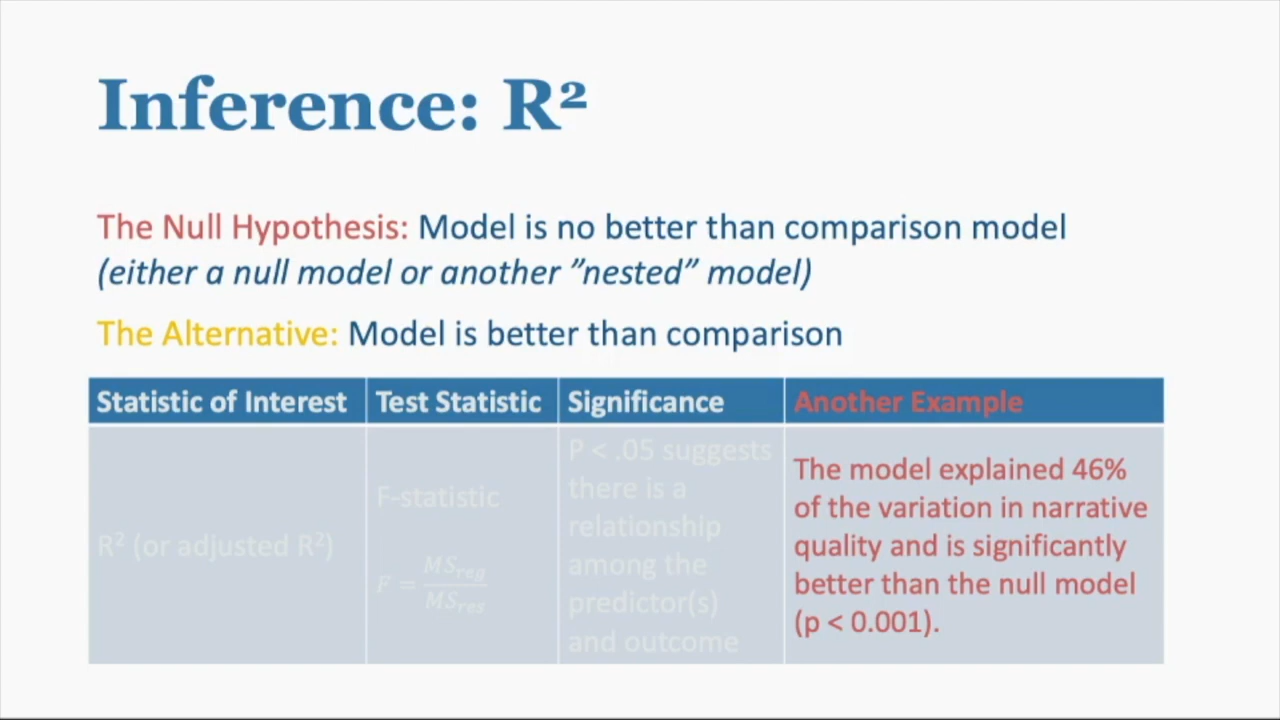 Inference: R²
The Null Hypothesis: Model is no better than comparison model
(either a null model or another ”nested” model)
The Alternative: Model is better than comparison
Statistic of Interest
Test Statistic
Significance
Another Example
R² (or adjusted R²)
F-statistic
F = MS_reg / MS_res
P < .05 suggests
there is a
relationship
among the
predictor(s)
and outcome
The model explained 46%
of the variation in narrative
quality and is significantly
better than the null model
(p < 0.001).